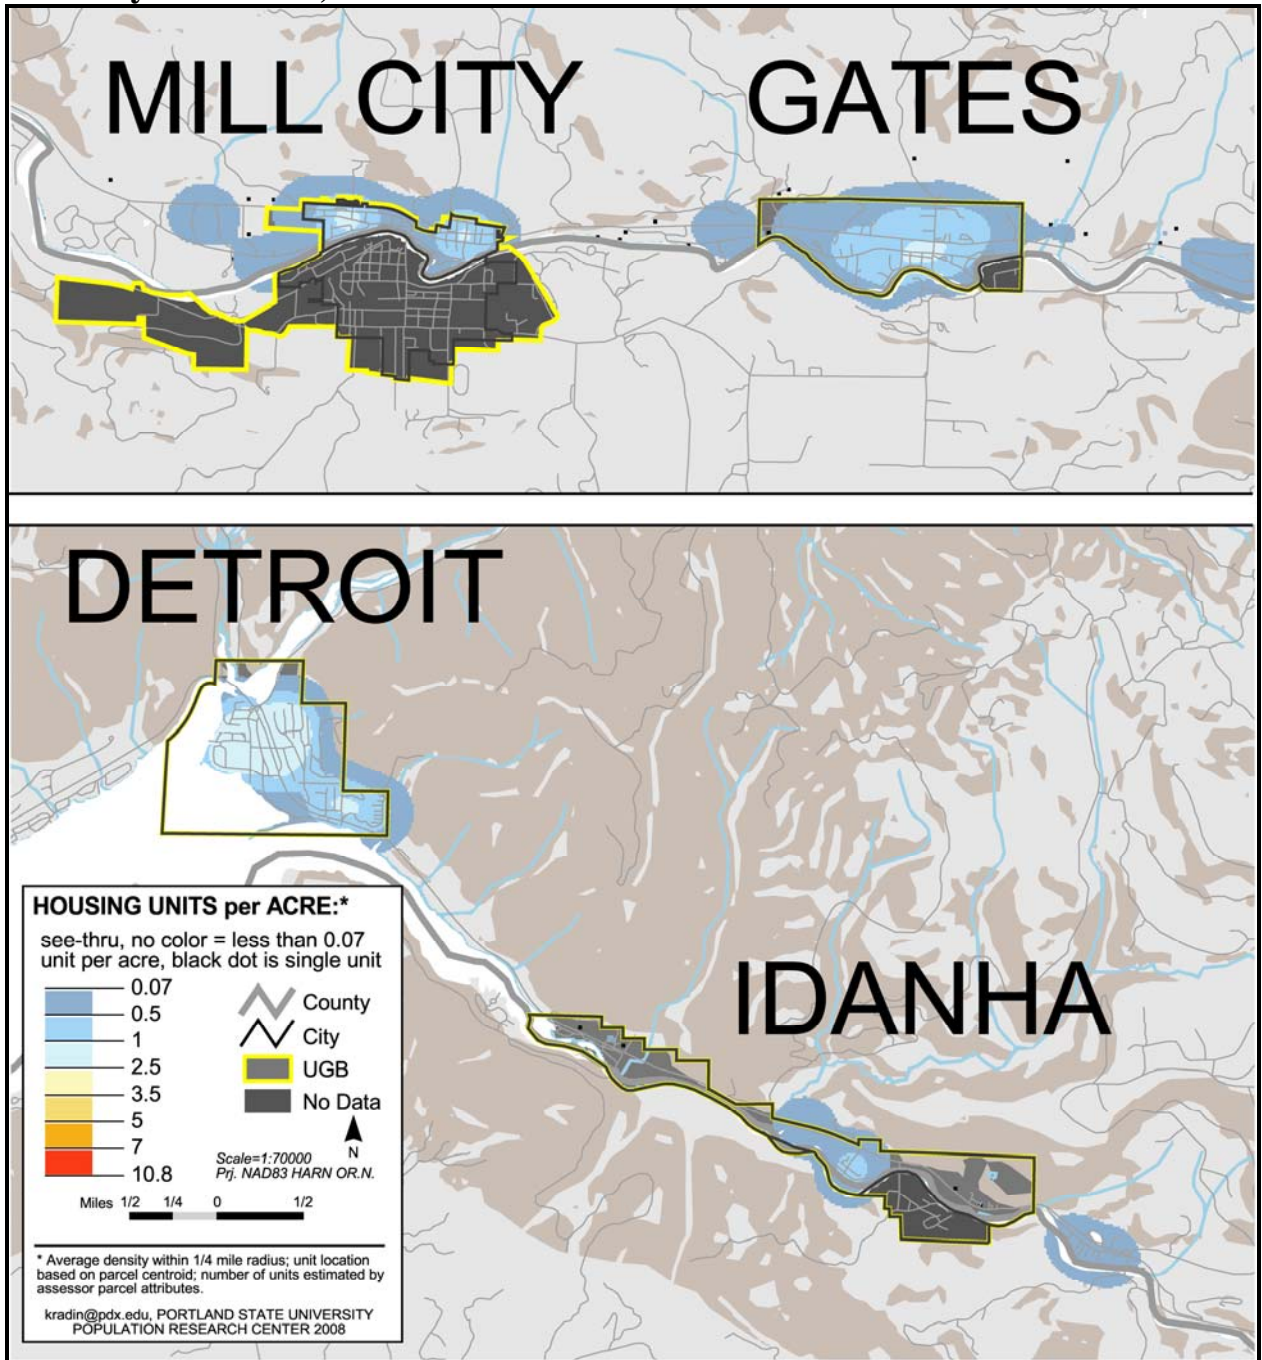 MILL CITY GATES
DETROIT
IDANHA
HOUSING UNITS per ACRE:*
see-thru, no color = less than 0.07
unit per acre, black dot is single unit
0.07
0.5
1
2.5
3.5
5
7
10.8
County
City
UGB
No Data
N
Scale=1:70000
Prj. NAD83 HARN OR.N.
Miles 1/2 1/4 0 1/2
* Average density within 1/4 mile radius; unit location
based on parcel centroid; number of units estimated by
assessor parcel attributes.
kradin@pdx.edu, PORTLAND STATE UNIVERSITY
POPULATION RESEARCH CENTER 2008